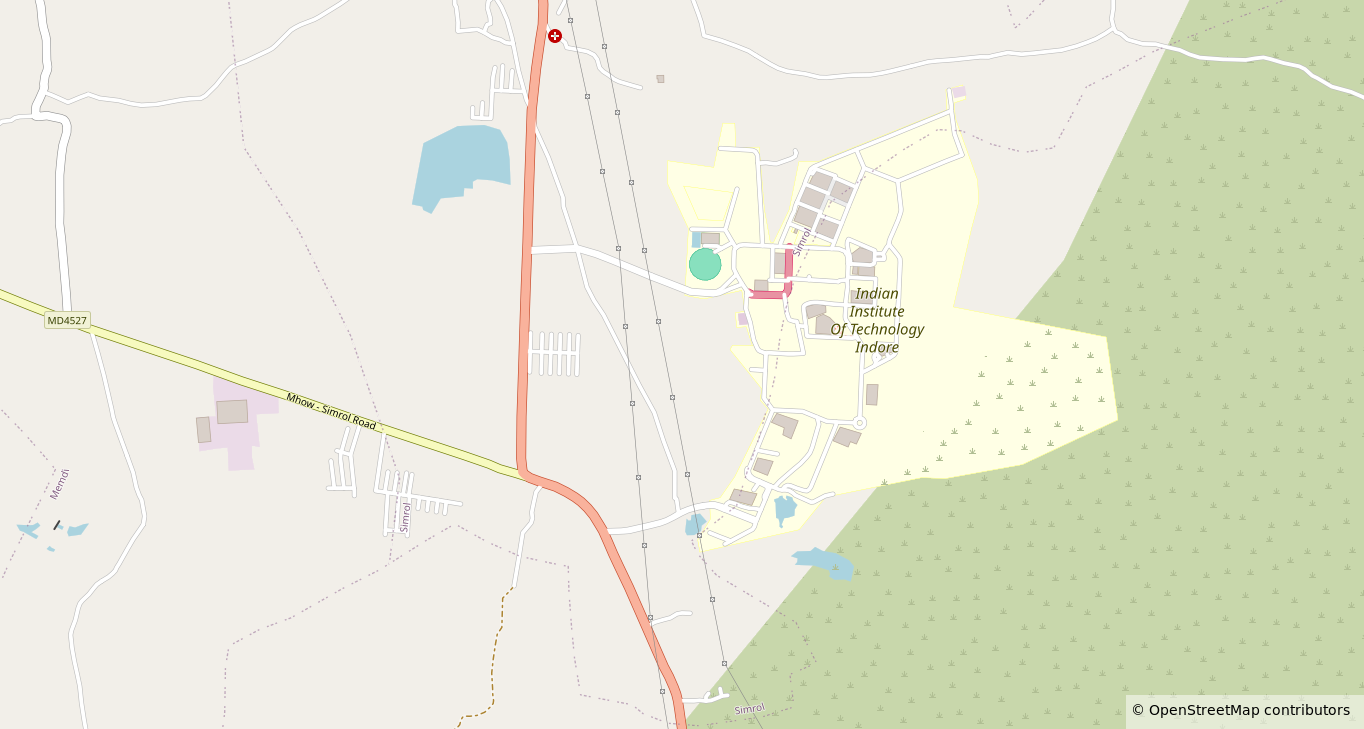 Simrol
Indian
Institute
Of Technology
Indore
MD4527
Mhow - Simrol Road
Memdi
Simrol
Simrol
© OpenStreetMap contributors